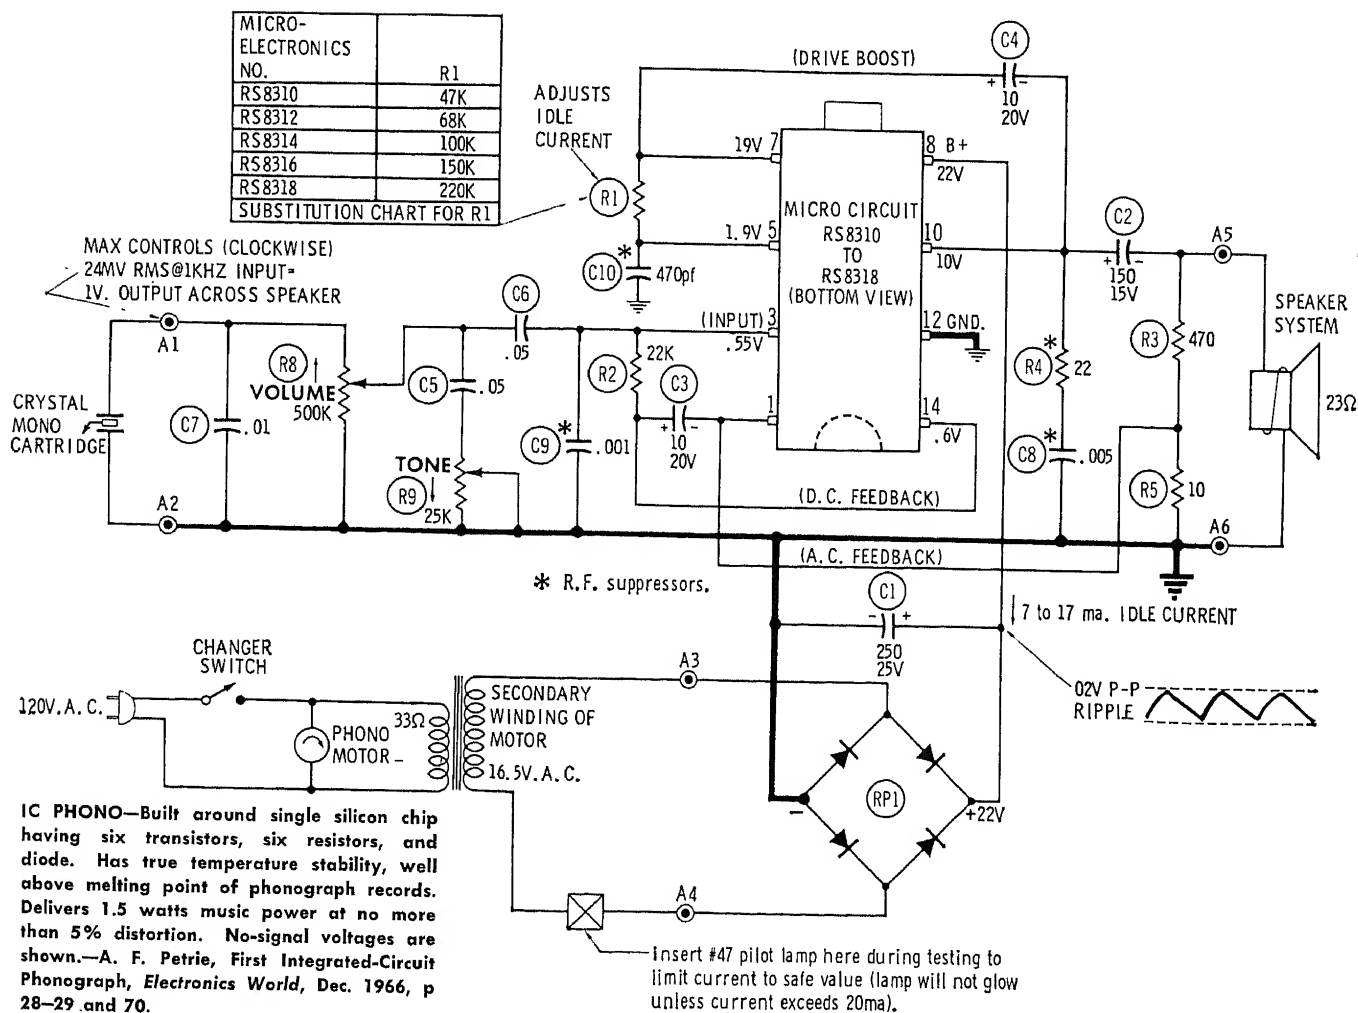 MICRO-
ELECTRONICS
NO.
R1
RS8310 47K
RS8312 68K
RS8314 100K
RS8316 150K
RS8318 220K
SUBSTITUTION CHART FOR R1
ADJUSTS
IDLE
CURRENT
R1
(DRIVE BOOST)
C4
+ -
10
20V
19V 7
8 B+
22V
MICRO CIRCUIT
RS8310
TO
RS8318
(BOTTOM VIEW)
1.9V 5
10
10V
*
C10
470pf
C2
+ -
150
15V
A5
MAX CONTROLS (CLOCKWISE)
24MV RMS@1KHZ INPUT=
1V. OUTPUT ACROSS SPEAKER
A1
C6
.05
(INPUT) 3
.55V
12 GND.
SPEAKER
SYSTEM
23Ω
R3 470
*
R4 22
R8
VOLUME
500K
C5 .05
22K
R2
C3
+ -
10
20V
1
14
.6V
CRYSTAL
MONO
CARTRIDGE
C7 .01
*
C9 .001
*
C8 .005
TONE
R9
25K
R5 10
A2
A6
(D.C. FEEDBACK)
(A.C. FEEDBACK)
* R.F. suppressors.
C1
- +
250
25V
7 to 17 ma. IDLE CURRENT
02V P-P
RIPPLE
CHANGER
SWITCH
120V.A.C.
PHONO
MOTOR
33Ω
SECONDARY
WINDING OF
MOTOR
16.5V.A.C.
A3
RP1
-
+22V
A4
IC PHONO—Built around single silicon chip
having six transistors, six resistors, and
diode. Has true temperature stability, well
above melting point of phonograph records.
Delivers 1.5 watts music power at no more
than 5% distortion. No-signal voltages are
shown.—A. F. Petrie, First Integrated-Circuit
Phonograph, Electronics World, Dec. 1966, p
28–29 and 70.
Insert #47 pilot lamp here during testing to
limit current to safe value (lamp will not glow
unless current exceeds 20ma).